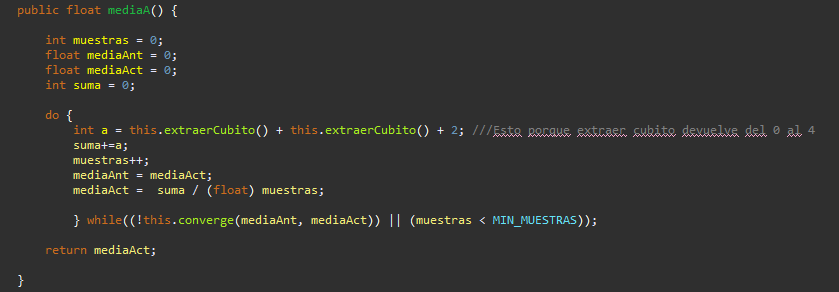 public float mediaA() {
int muestras = 0;
float mediaAnt = 0;
float mediaAct = 0;
int suma = 0;
do {
int a = this.extraerCubito() + this.extraerCubito() + 2; ///Esto porque extraer cubito devuelve del 0 al 4
suma+=a;
muestras++;
mediaAnt = mediaAct;
mediaAct =  suma / (float) muestras;
} while((!this.converge(mediaAnt, mediaAct)) || (muestras < MIN_MUESTRAS));
return mediaAct;
}